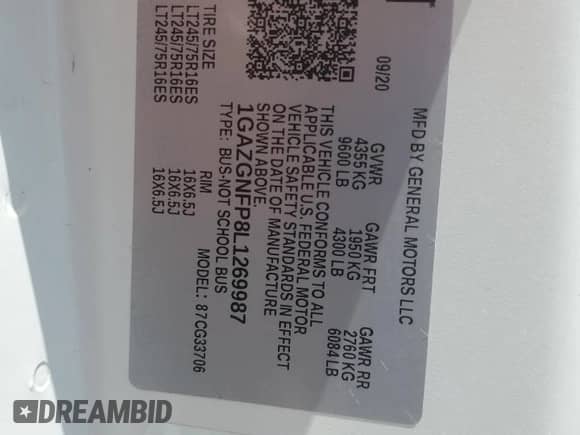 MFD BY GENERAL MOTORS LLC
09/20
GVWR GAWR FRT GAWR RR
4355 KG 1950 KG 2760 KG
9600 LB 4300 LB 6084 LB
THIS VEHICLE CONFORMS TO ALL
APPLICABLE U.S. FEDERAL MOTOR
VEHICLE SAFETY STANDARDS IN EFFECT
ON THE DATE OF MANUFACTURE
SHOWN ABOVE.
1GAZGNFP8L1269987
TYPE: BUS-NOT SCHOOL BUS
MODEL: 87CG33706
TIRE SIZE RIM
LT245/75R16ES 16X6.5J
LT245/75R16ES 16X6.5J
LT245/75R16ES 16X6.5J
DREAMBID